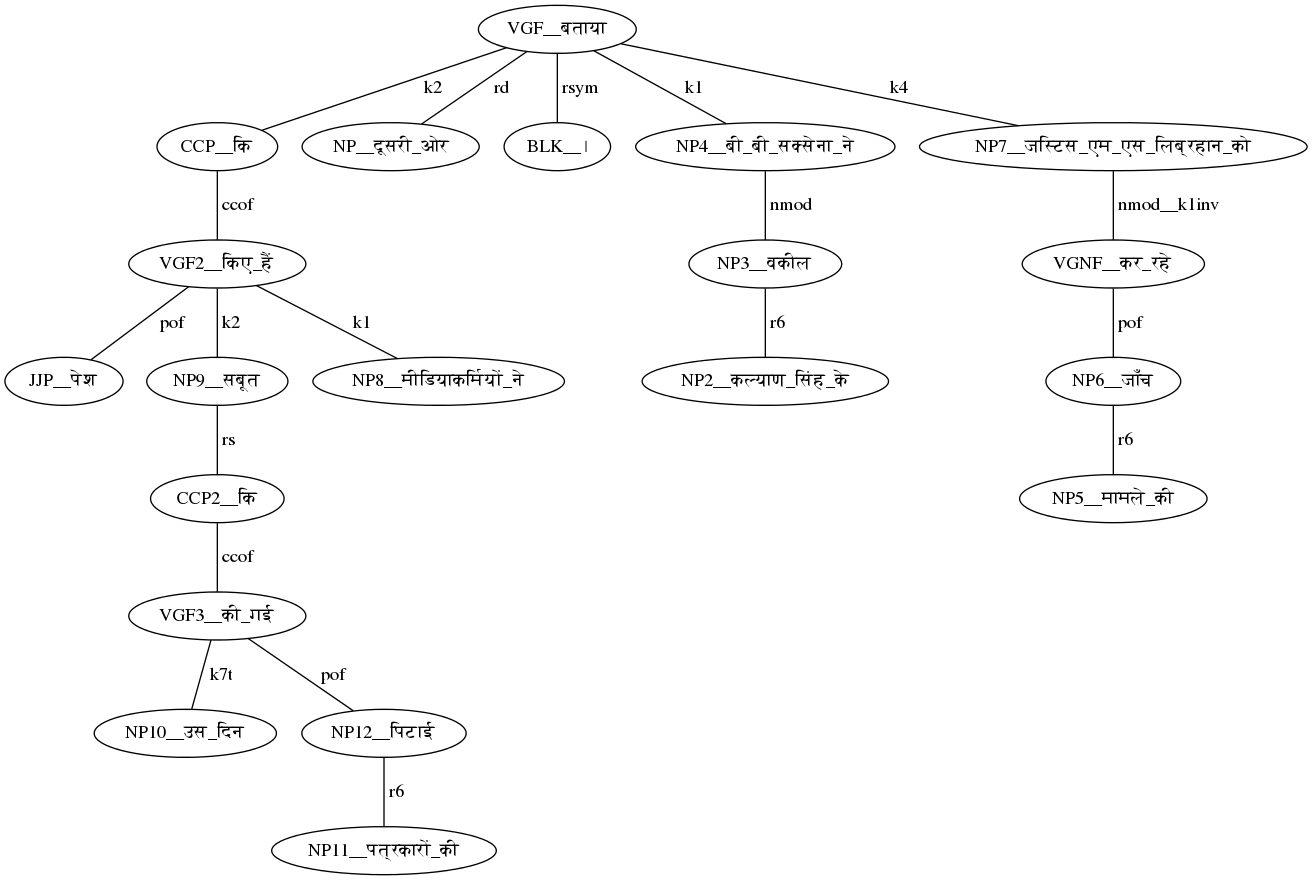 VGF__बताया
k2 rd rsym k1 k4
CCP__कि NP__दूसरी_ओर BLK__। NP4__बी_बी_सक्सेना_ने NP7__जस्टिस_एम_एस_लिब्रहान_को
ccof nmod nmod__k1inv
VGF2__किए_हैं NP3__वकील VGNF__कर_रहे
pof k2 k1 r6 pof
JJP__पेश NP9__सबूत NP8__मीडियाकर्मियों_ने NP2__कल्याण_सिंह_के NP6__जाँच
rs r6
CCP2__कि NP5__मामले_की
ccof
VGF3__की_गई
k7t pof
NP10__उस_दिन NP12__पिटाई
r6
NP11__पत्रकारों_की